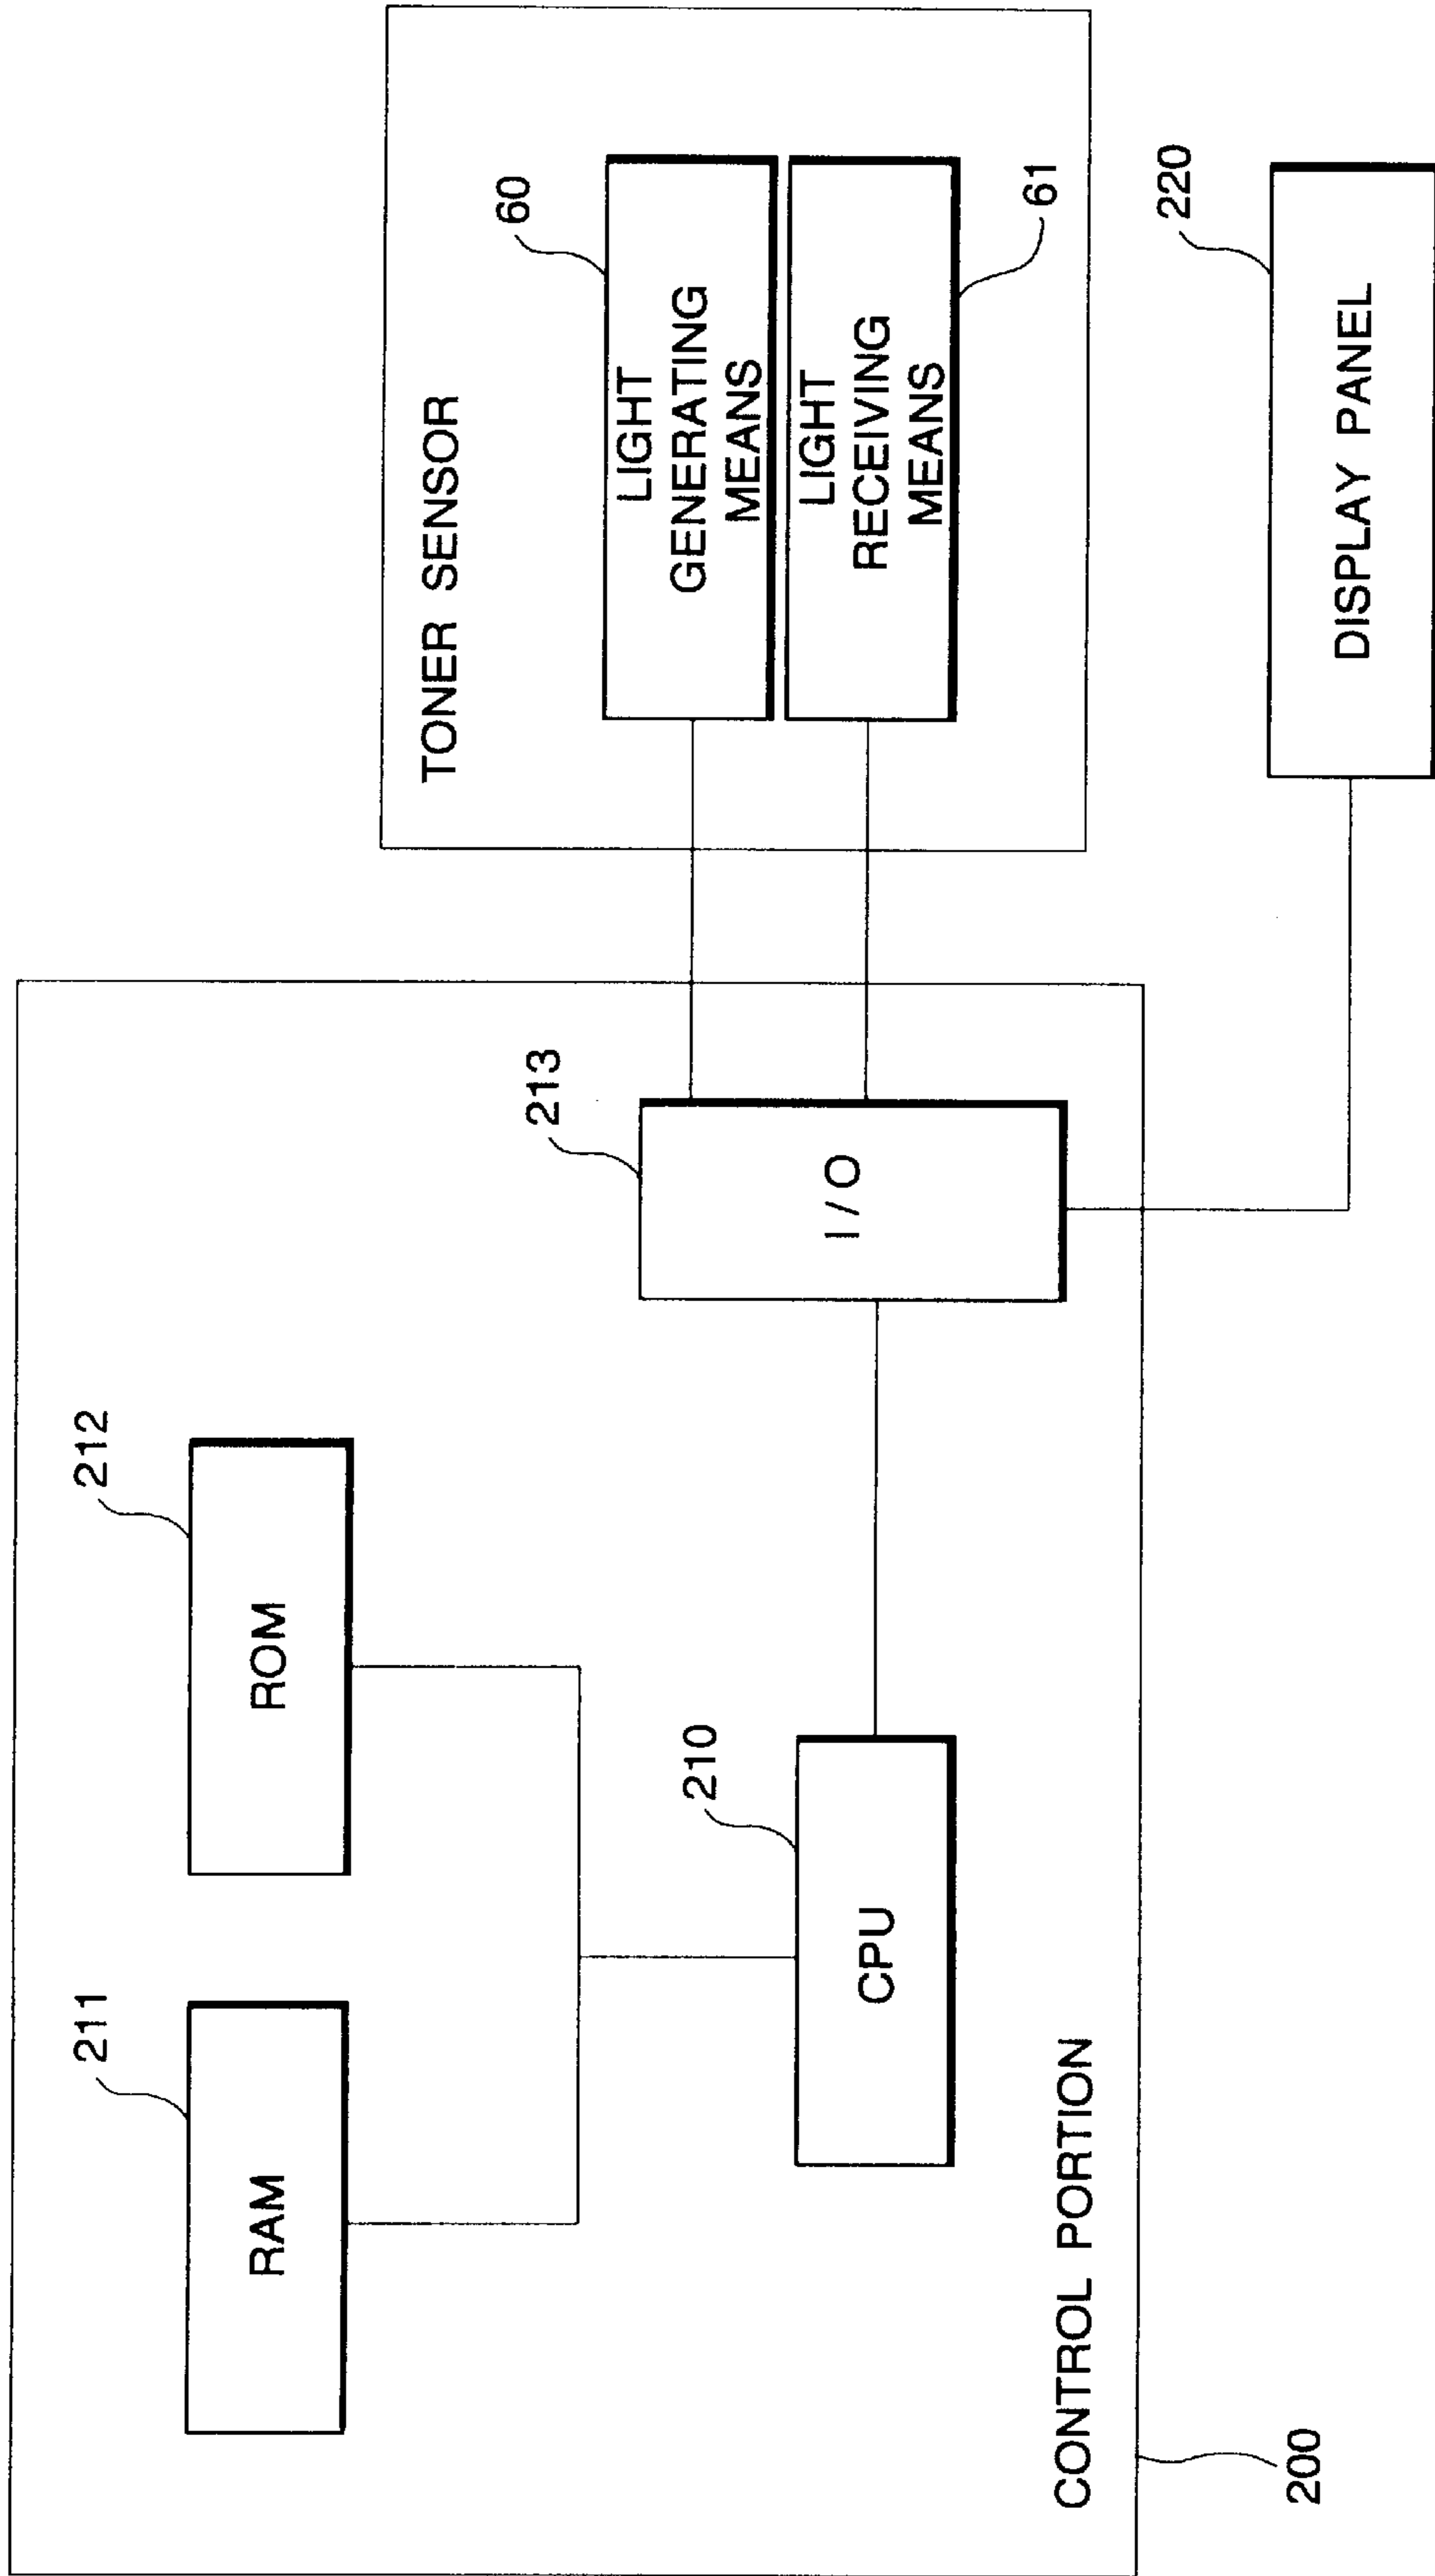 211
RAM
212
ROM
210
CPU
213
I / O
CONTROL PORTION
200
TONER SENSOR
60
LIGHT
GENERATING
MEANS
LIGHT
RECEIVING
MEANS
61
220
DISPLAY PANEL